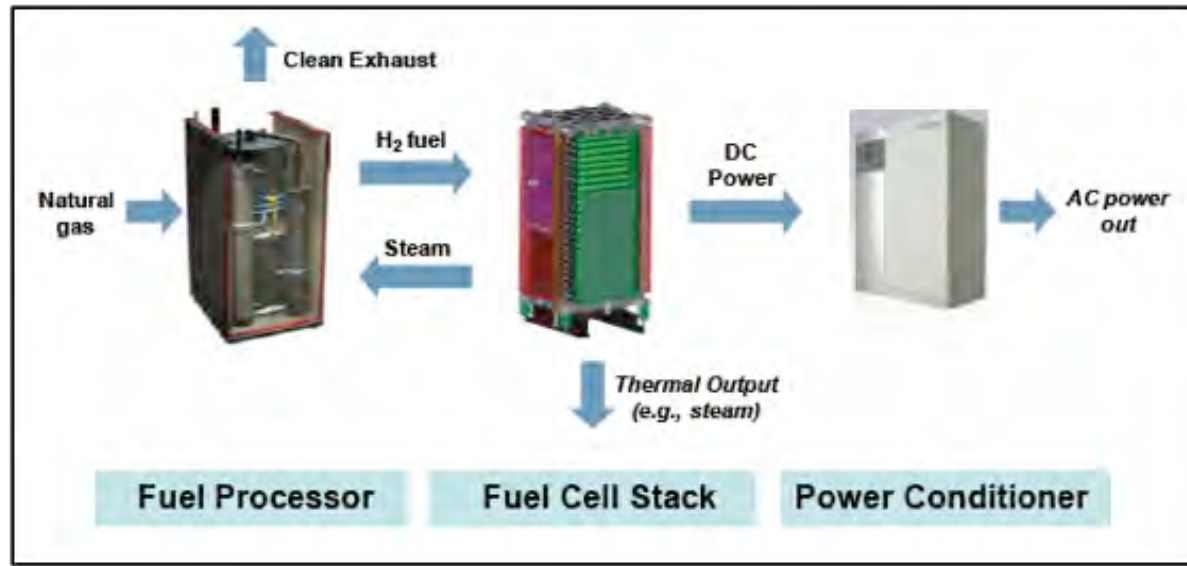 Clean Exhaust
Natural
gas
H₂ fuel
Steam
DC
Power
AC power
out
Thermal Output
(e.g., steam)
Fuel Processor
Fuel Cell Stack
Power Conditioner